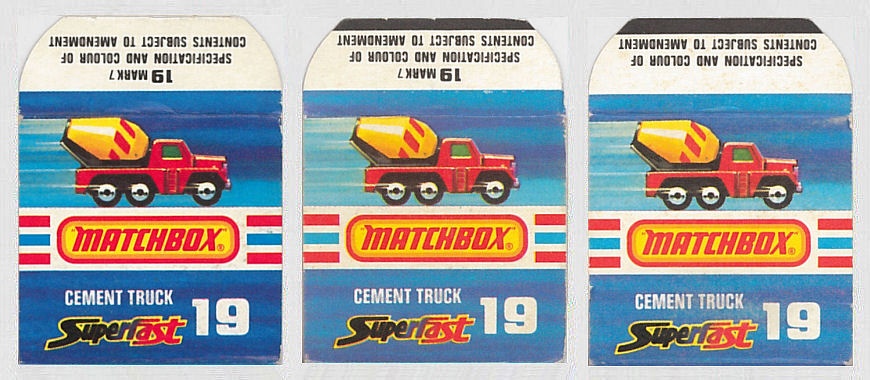 19 MARK 7
SPECIFICATION AND COLOUR OF
CONTENTS SUBJECT TO AMENDMENT
"MATCHBOX"®
CEMENT TRUCK
Superfast 19
19 MARK 7
SPECIFICATION AND COLOUR OF
CONTENTS SUBJECT TO AMENDMENT
"MATCHBOX"®
CEMENT TRUCK
Superfast 19
SPECIFICATION AND COLOUR OF
CONTENTS SUBJECT TO AMENDMENT
"MATCHBOX"®
CEMENT TRUCK
Superfast 19